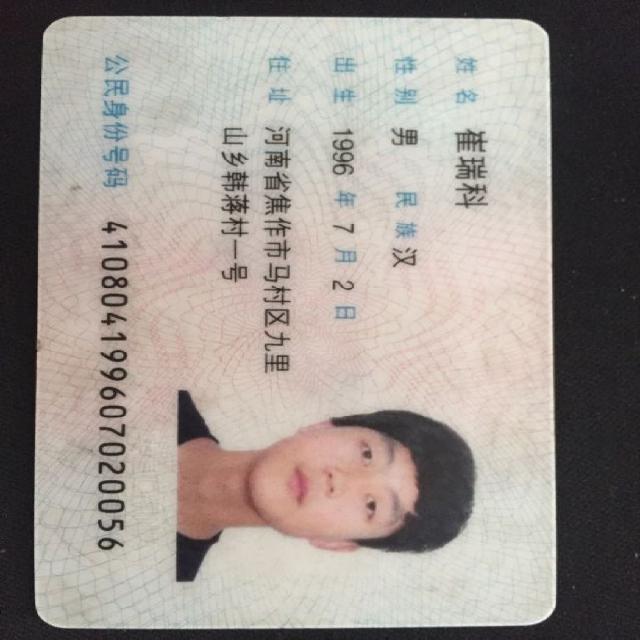 姓名 崔瑞科
性别 男 民族 汉
出生 1996 年 7 月 2 日
住址 河南省焦作市马村区九里
山乡韩蒋村一号
公民身份号码 410804199607020056